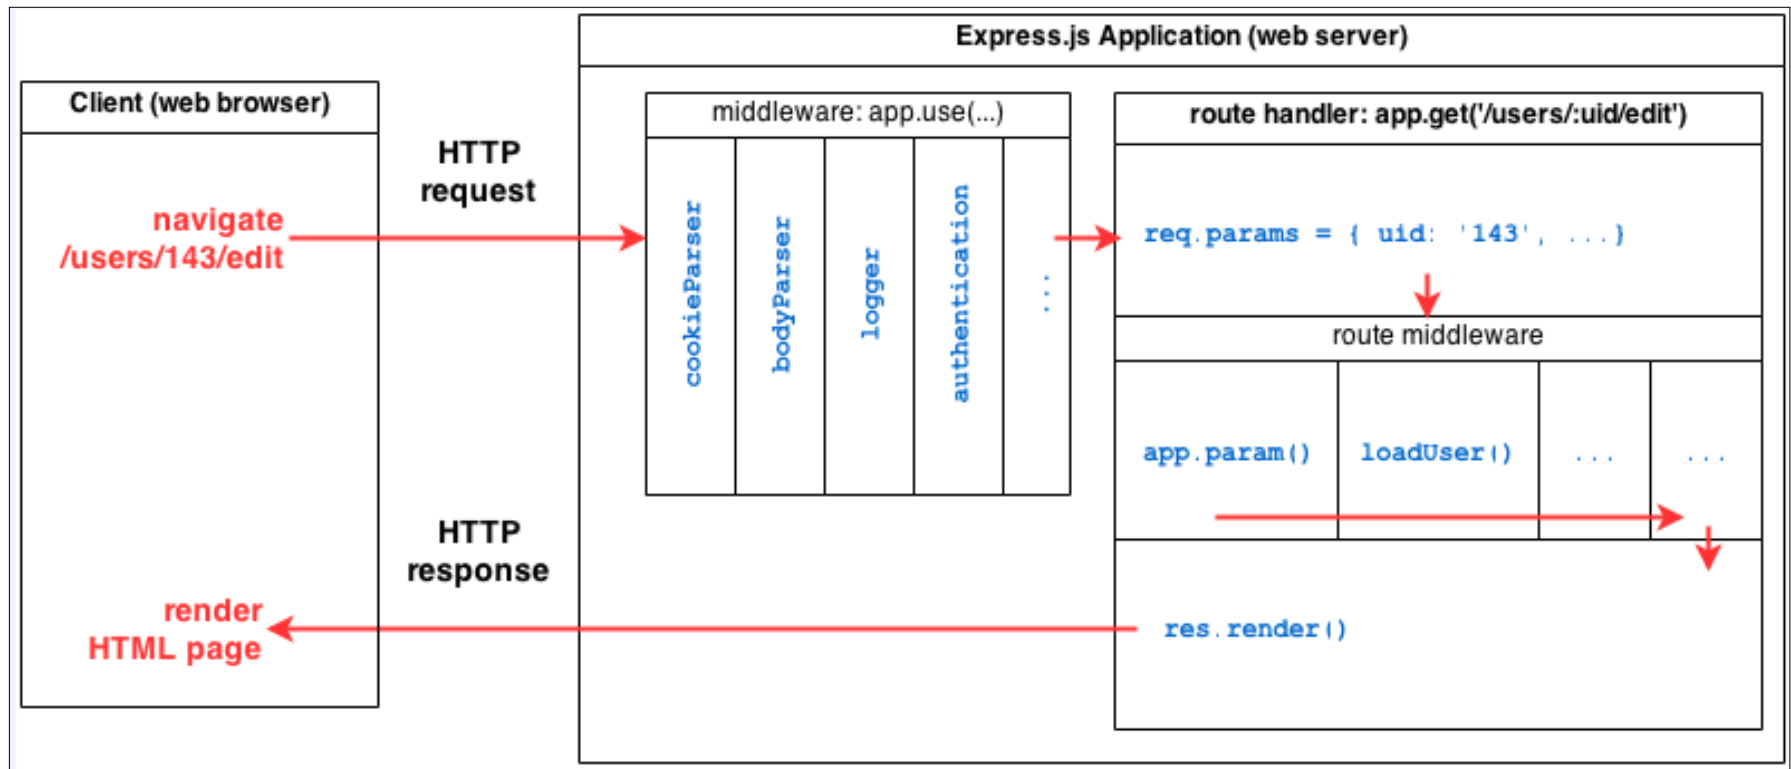 Express.js Application (web server)
Client (web browser)
HTTP
request
navigate
/users/143/edit
middleware: app.use(...)
cookieParser
bodyParser
logger
authentication
...
route handler: app.get('/users/:uid/edit')
req.params = { uid: '143', ...}
route middleware
app.param()
loadUser()
...
...
res.render()
HTTP
response
render
HTML page